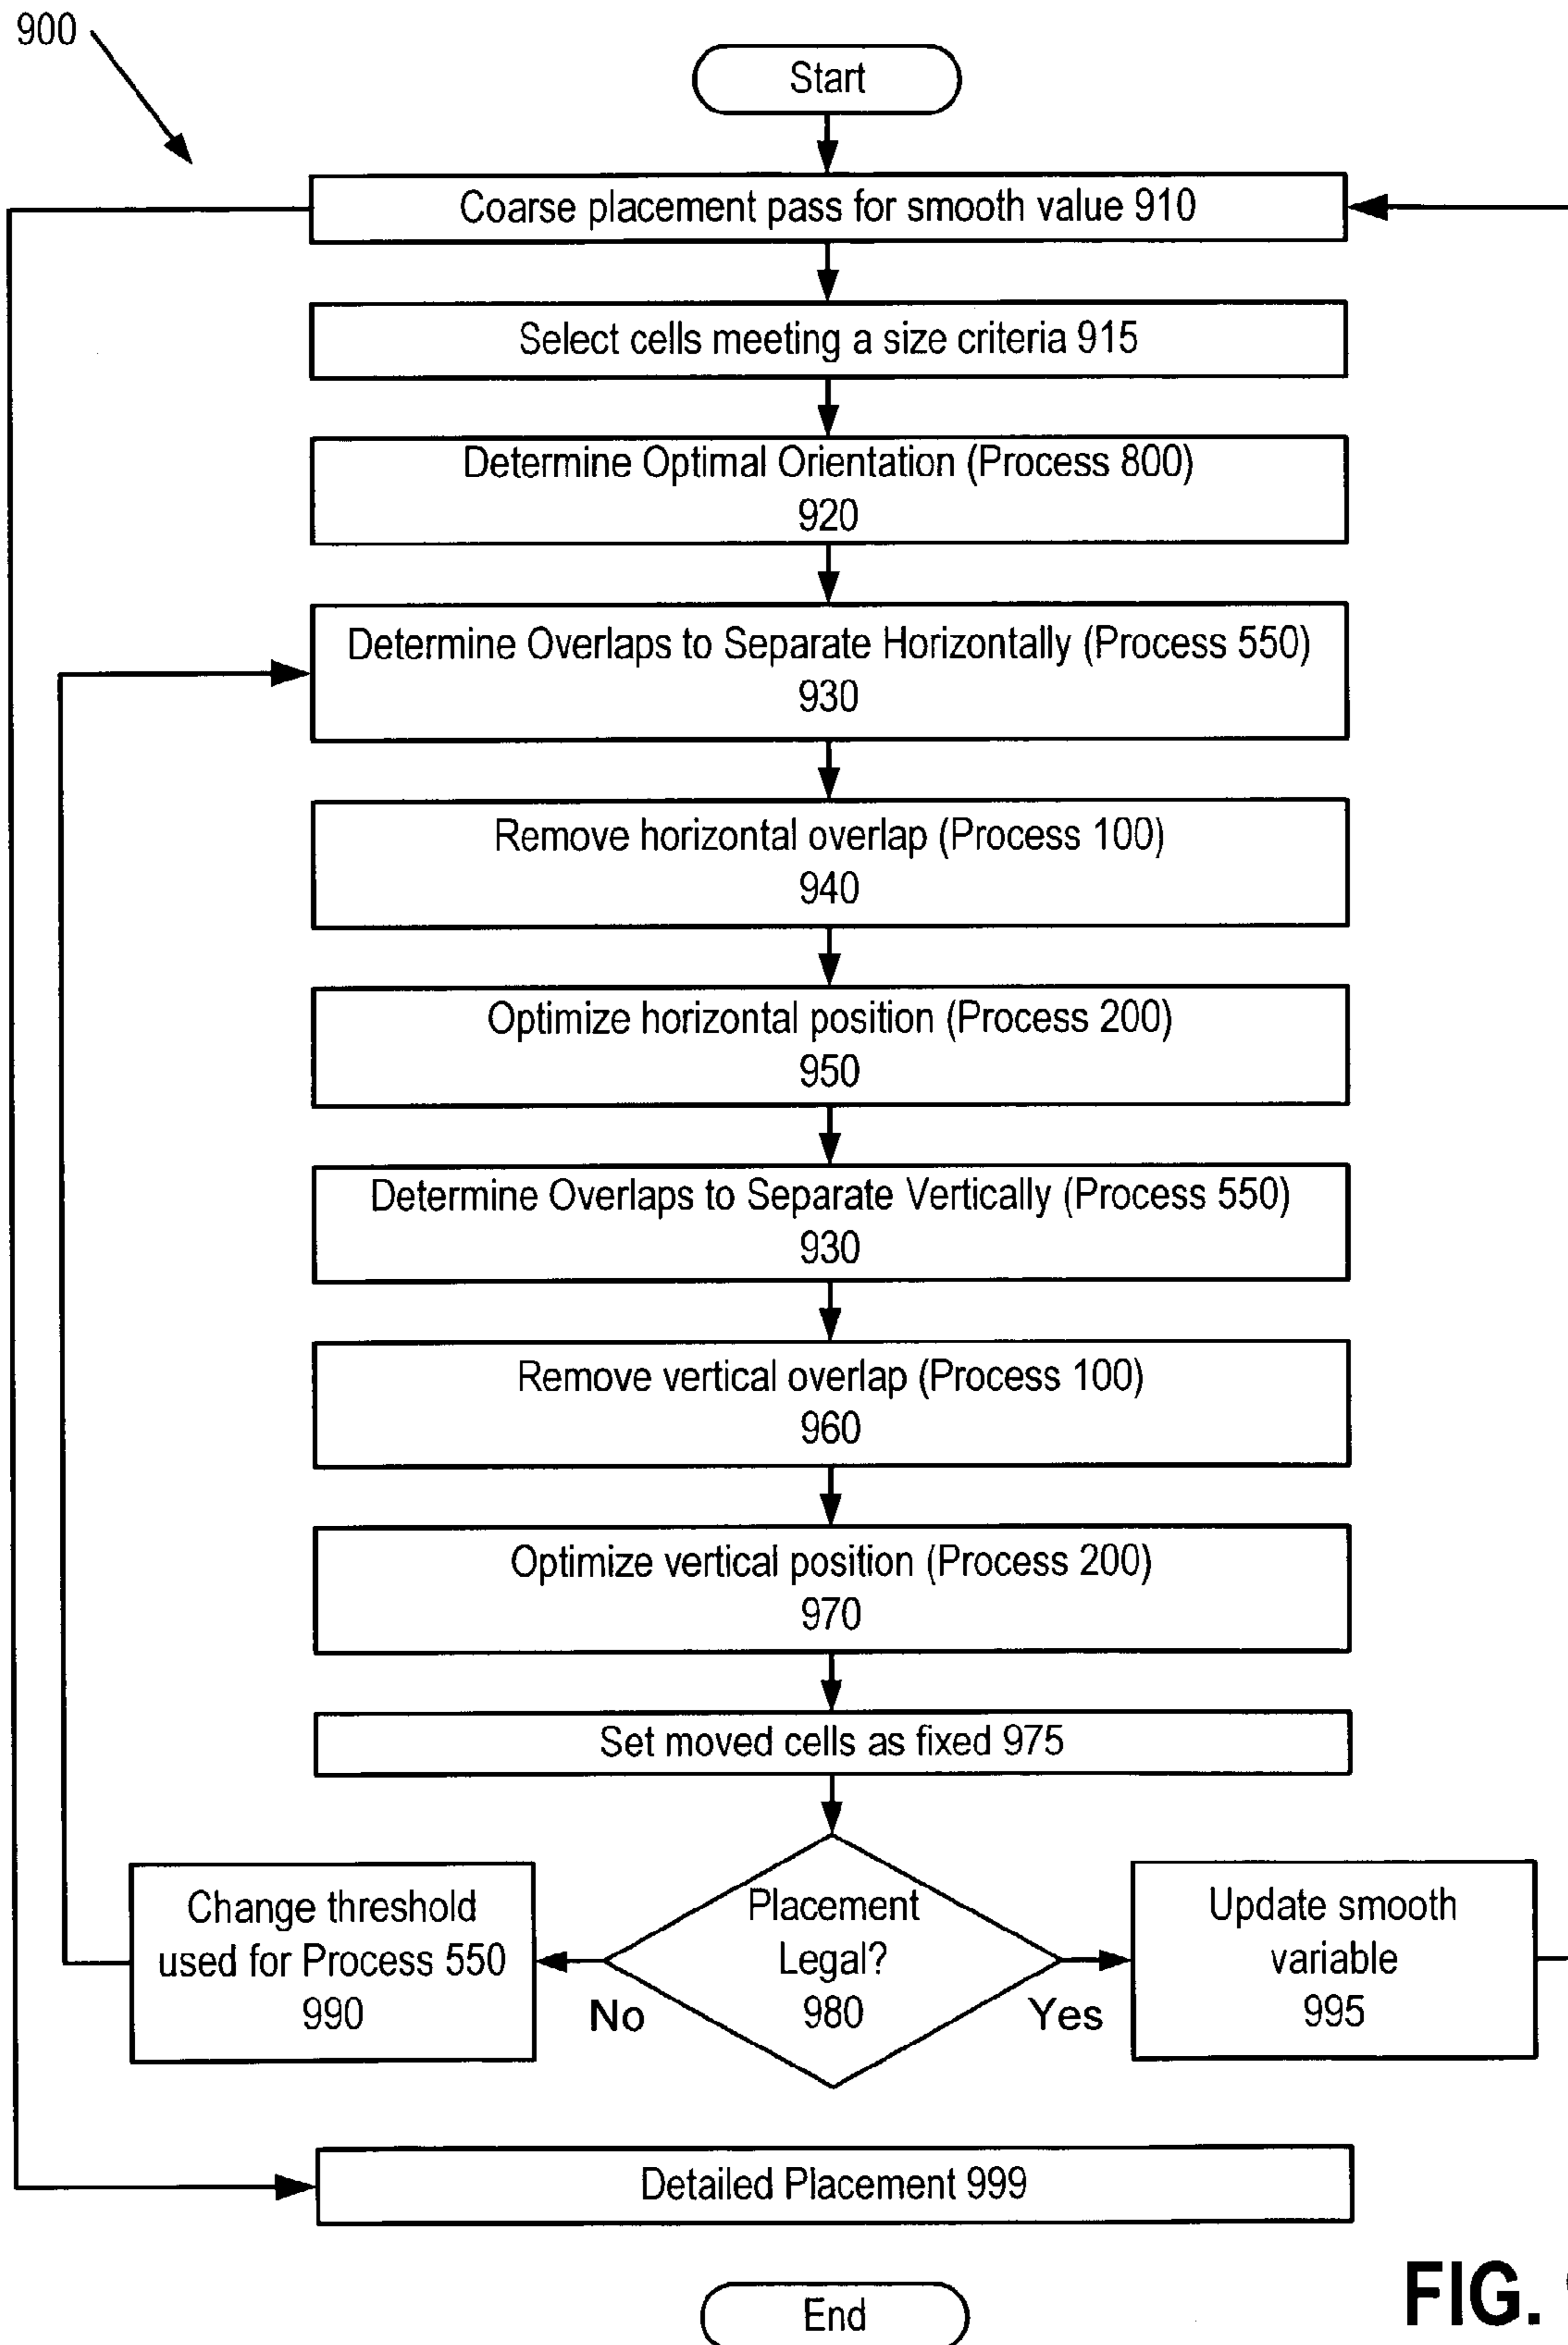 900
Start
Coarse placement pass for smooth value 910
Select cells meeting a size criteria 915
Determine Optimal Orientation (Process 800)
920
Determine Overlaps to Separate Horizontally (Process 550)
930
Remove horizontal overlap (Process 100)
940
Optimize horizontal position (Process 200)
950
Determine Overlaps to Separate Vertically (Process 550)
930
Remove vertical overlap (Process 100)
960
Optimize vertical position (Process 200)
970
Set moved cells as fixed 975
Placement
Legal?
980
No
Yes
Change threshold
used for Process 550
990
Update smooth
variable
995
Detailed Placement 999
End
FIG.